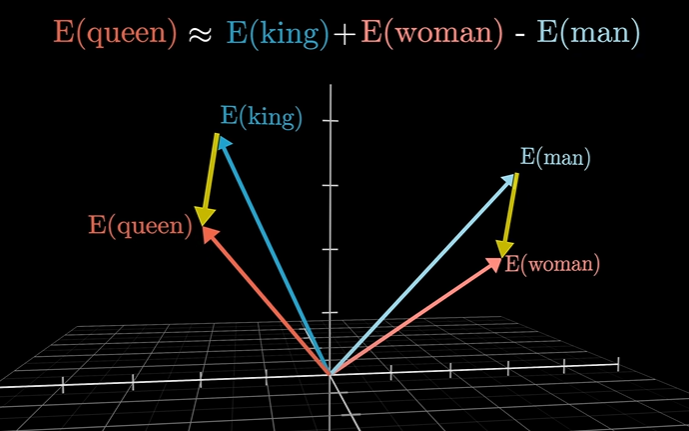 E(queen) ≈ E(king)+E(woman) - E(man)
E(king)
E(man)
E(queen)
E(woman)